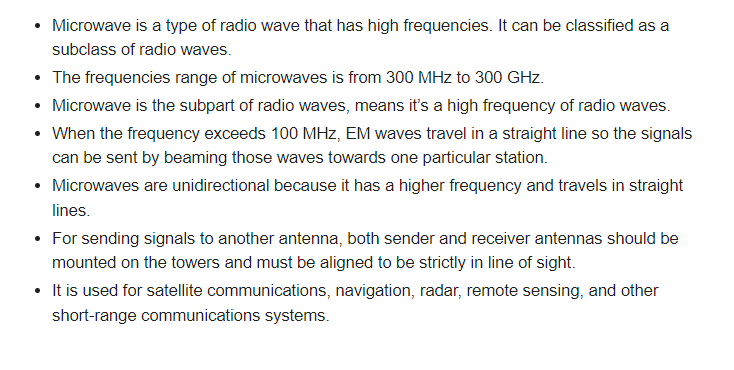 • Microwave is a type of radio wave that has high frequencies. It can be classified as a
subclass of radio waves.
• The frequencies range of microwaves is from 300 MHz to 300 GHz.
• Microwave is the subpart of radio waves, means it’s a high frequency of radio waves.
• When the frequency exceeds 100 MHz, EM waves travel in a straight line so the signals
can be sent by beaming those waves towards one particular station.
• Microwaves are unidirectional because it has a higher frequency and travels in straight
lines.
• For sending signals to another antenna, both sender and receiver antennas should be
mounted on the towers and must be aligned to be strictly in line of sight.
• It is used for satellite communications, navigation, radar, remote sensing, and other
short-range communications systems.